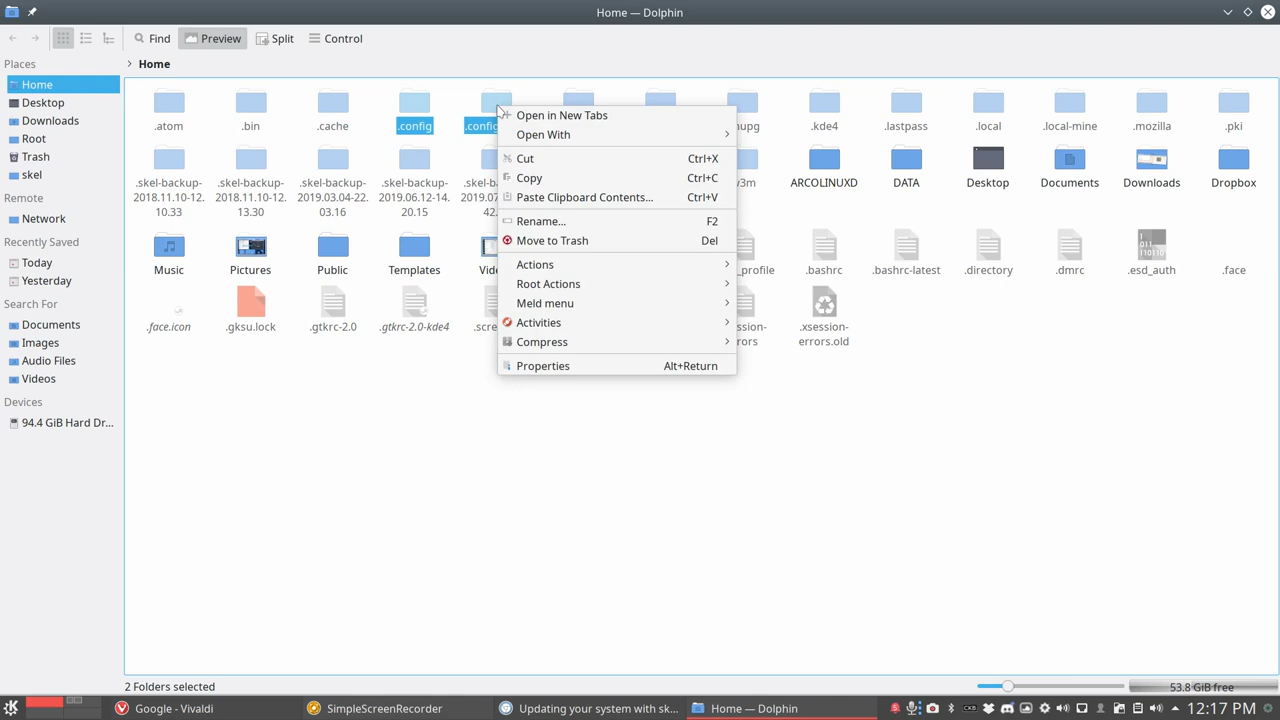 Home — Dolphin
Find
Preview
Split
Control
Places
Home
Desktop
Downloads
Root
Trash
skel
Remote
Network
Recently Saved
Today
Yesterday
Search For
Documents
Images
Audio Files
Videos
Devices
94.4 GiB Hard Dr...
Home
.atom
.bin
.cache
.config
.config
.kde4
.lastpass
.local
.local-mine
.mozilla
.pki
.skel-backup-
2018.11.10-12.
10.33
.skel-backup-
2018.11.10-12.
13.30
.skel-backup-
2019.03.04-22.
03.16
.skel-backup-
2019.06.12-14.
20.15
ARCOLINUXD
DATA
Desktop
Documents
Downloads
Dropbox
Music
Pictures
Public
Templates
.bashrc
.bashrc-latest
.directory
.dmrc
.esd_auth
.face
.face.icon
.gksu.lock
.gtkrc-2.0
.gtkrc-2.0-kde4
.xsession-
errors.old
Open in New Tabs
Open With
Cut Ctrl+X
Copy Ctrl+C
Paste Clipboard Contents... Ctrl+V
Rename... F2
Move to Trash Del
Actions
Root Actions
Meld menu
Activities
Compress
Properties Alt+Return
2 Folders selected
53.8 GiB free
Google - Vivaldi
SimpleScreenRecorder
Updating your system with sk...
Home — Dolphin
12:17 PM